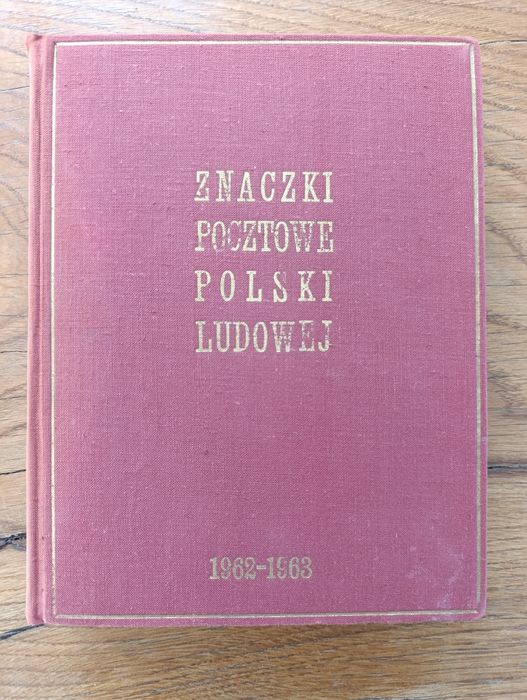 ZNACZKI
POCZTOWE
POLSKI
LUDOWEJ
1962-1963